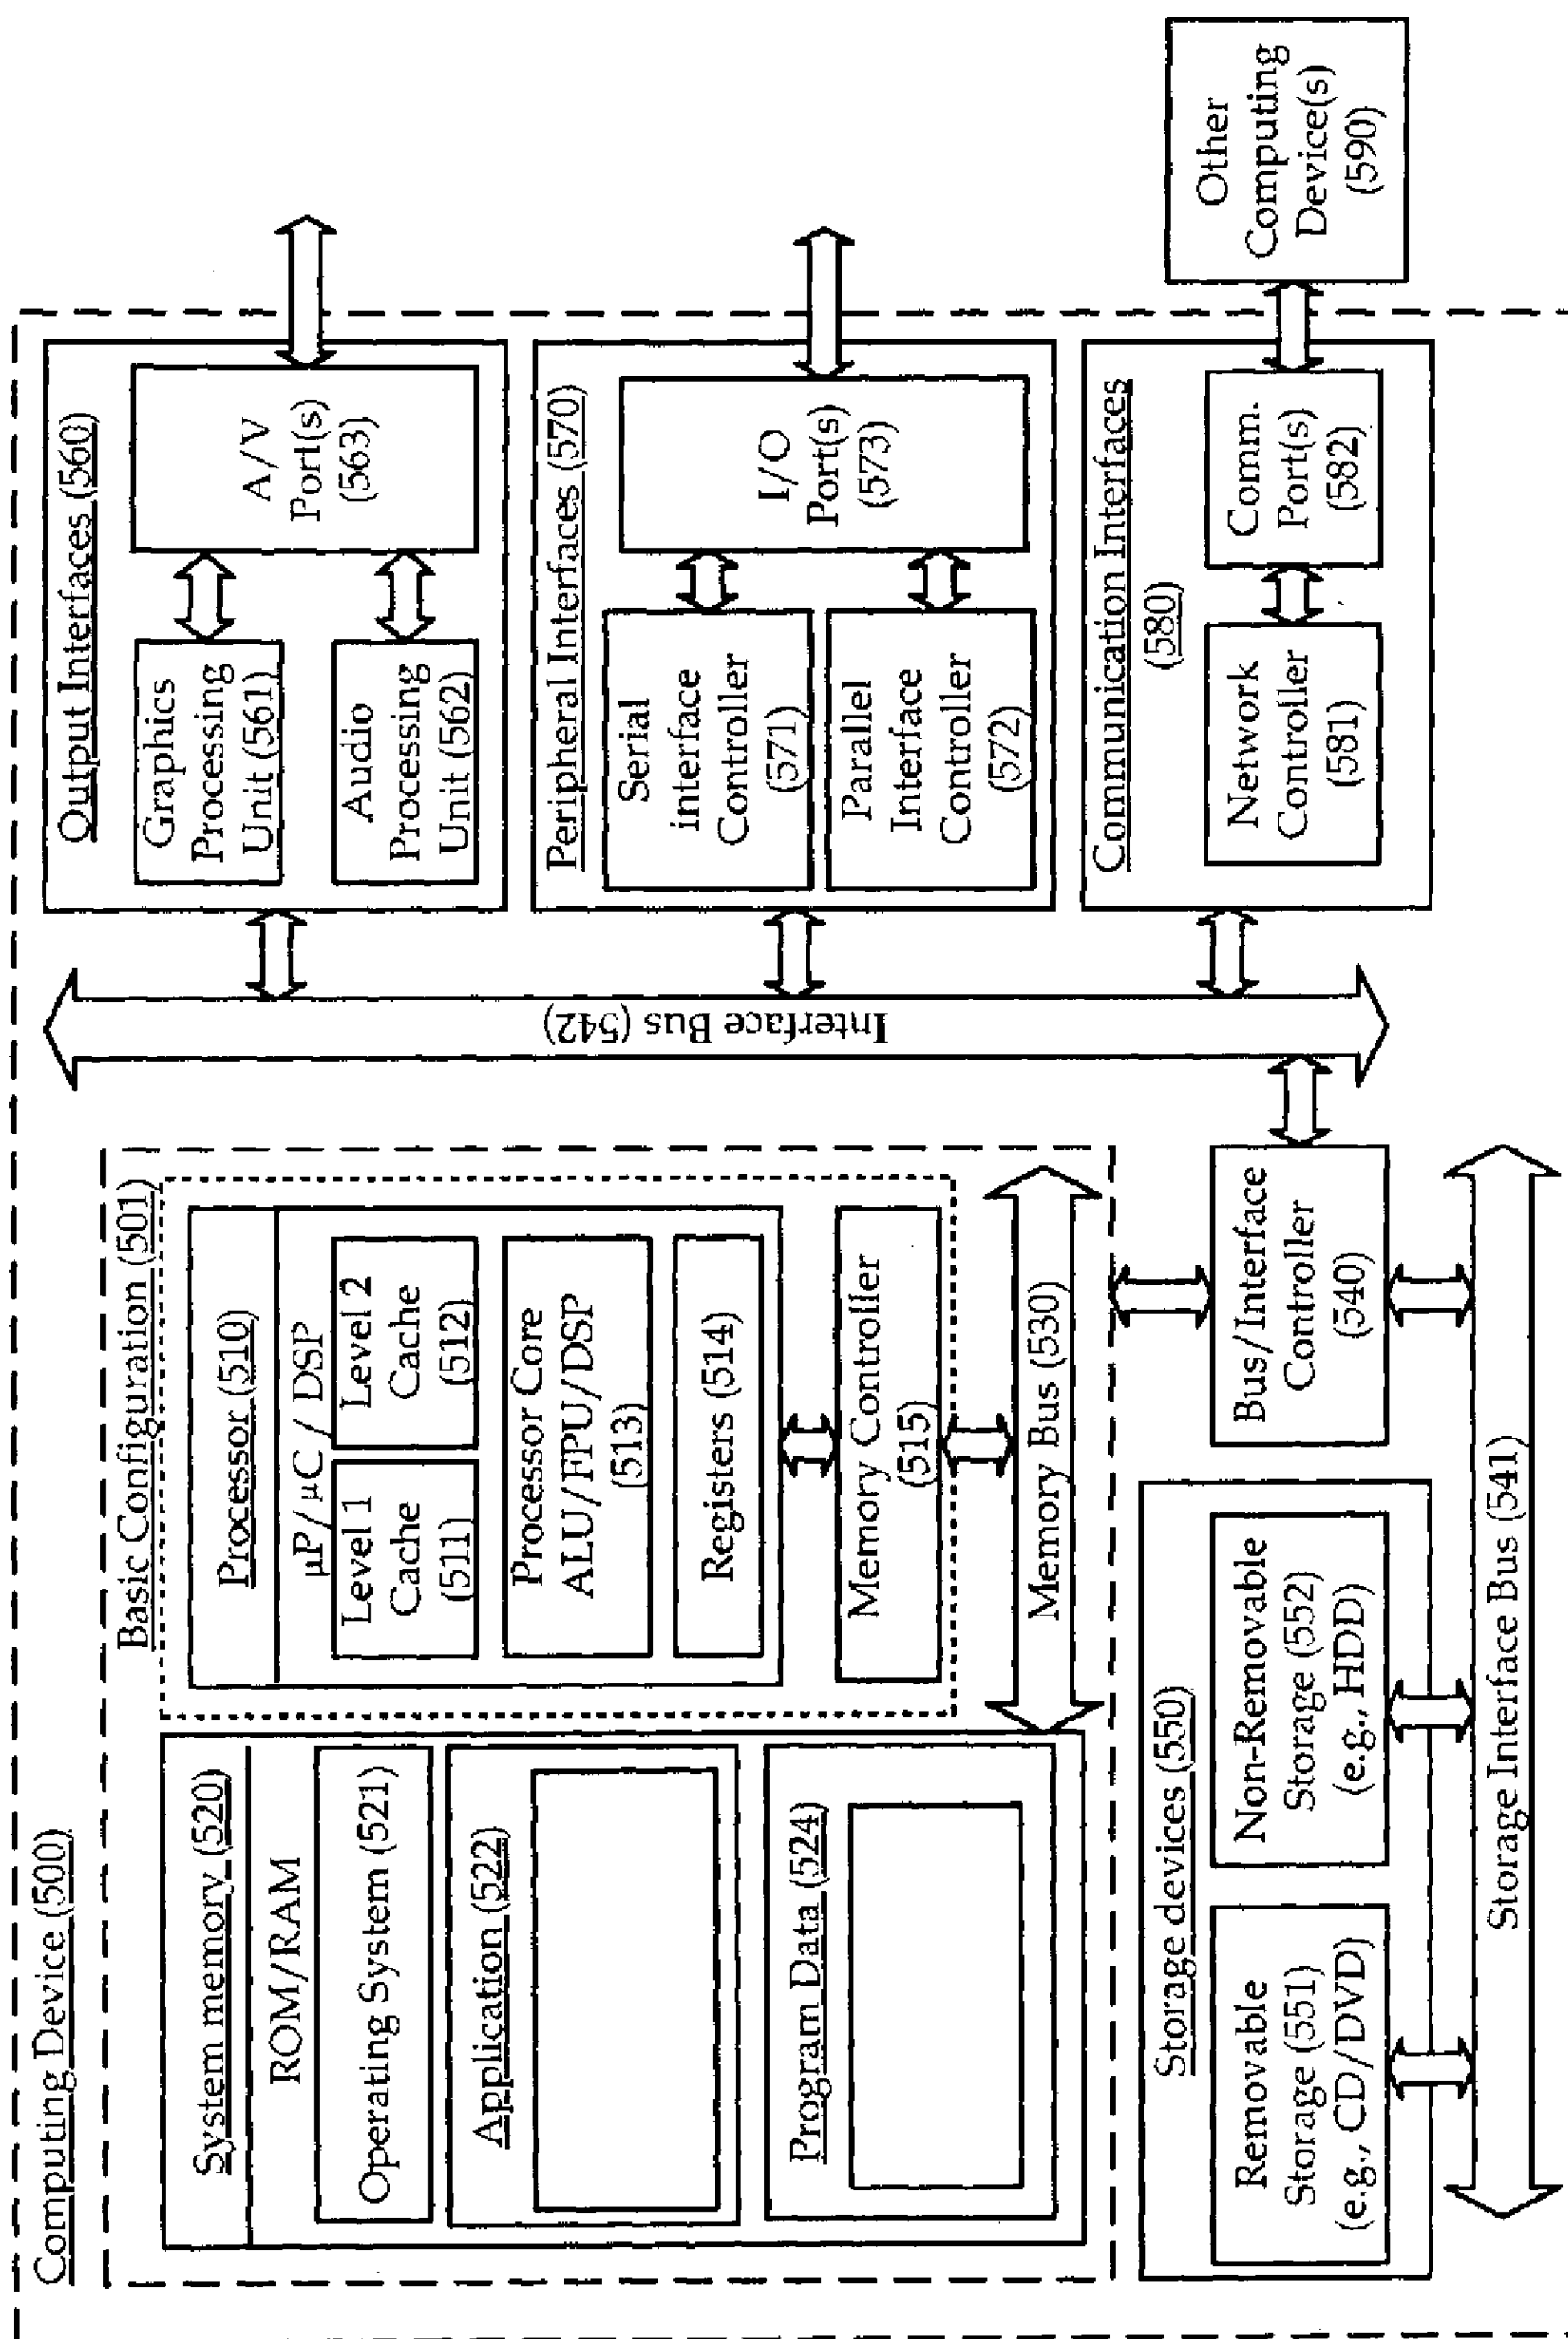 Computing Device (500)
Basic Configuration (501)
System memory (520)
ROM/RAM
Operating System (521)
Application (522)
Program Data (524)
Processor (510)
µP/µC / DSP
Level 1
Cache
(511)
Level 2
Cache
(512)
Processor Core
ALU/FPU/DSP
(513)
Registers (514)
Memory Controller
(515)
Memory Bus (530)
Bus/Interface
Controller
(540)
Storage devices (550)
Removable
Storage (551)
(e.g., CD/DVD)
Non-Removable
Storage (552)
(e.g., HDD)
Storage Interface Bus (541)
Interface Bus (542)
Output Interfaces (560)
Graphics
Processing
Unit (561)
Audio
Processing
Unit (562)
A/V
Port(s)
(563)
Peripheral Interfaces (570)
Serial
interface
Controller
(571)
Parallel
Interface
Controller
(572)
I/O
Port(s)
(573)
Communication Interfaces
(580)
Network
Controller
(581)
Comm.
Port(s)
(582)
Other
Computing
Device(s)
(590)